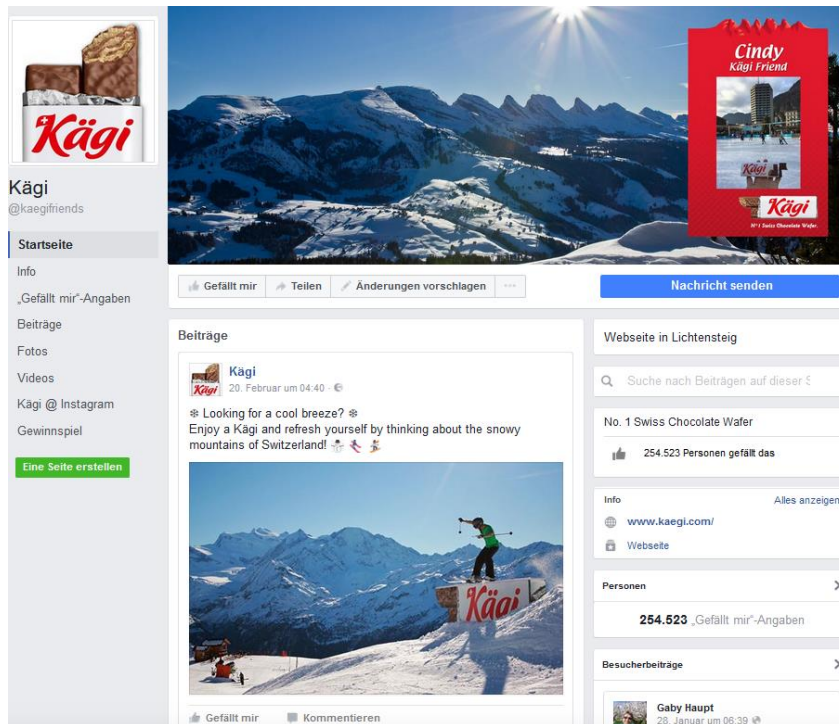 Kägi
Kägi
@kaegifriends
Startseite
Info
„Gefällt mir“-Angaben
Beiträge
Fotos
Videos
Kägi @ Instagram
Gewinnspiel
Eine Seite erstellen
Cindy
Kägi Friend
Kägi
Kägi
N°1 Swiss Chocolate Wafer.
Gefällt mir
Teilen
Änderungen vorschlagen
Nachricht senden
Beiträge
Kägi
Kägi
20. Februar um 04:40 ·
❄ Looking for a cool breeze? ❄
Enjoy a Kägi and refresh yourself by thinking about the snowy
mountains of Switzerland!
Kägi
Gefällt mir
Kommentieren
Webseite in Lichtensteig
Suche nach Beiträgen auf dieser S
No. 1 Swiss Chocolate Wafer
254.523 Personen gefällt das
Info
Alles anzeigen
www.kaegi.com/
Webseite
Personen
254.523 „Gefällt mir“-Angaben
Besucherbeiträge
Gaby Haupt
28. Januar um 06:39